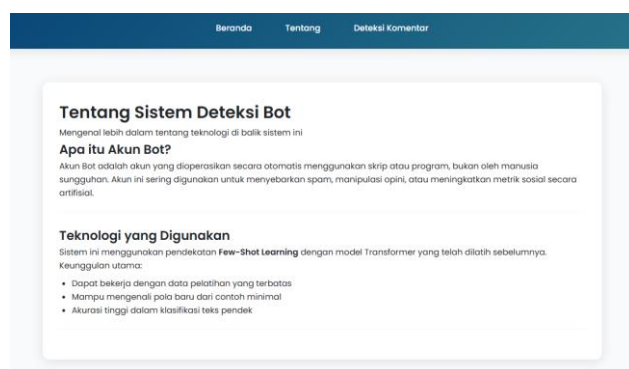 Beranda Tentang Deteksi Komentar
Tentang Sistem Deteksi Bot
Mengenal lebih dalam tentang teknologi di balik sistem ini
Apa itu Akun Bot?
Akun Bot adalah akun yang dioperasikan secara otomatis menggunakan skrip atau program, bukan oleh manusia
sungguhan. Akun ini sering digunakan untuk menyebarkan spam, manipulasi opini, atau meningkatkan metrik sosial secara
artifisial.
Teknologi yang Digunakan
Sistem ini menggunakan pendekatan Few-Shot Learning dengan model Transformer yang telah dilatih sebelumnya.
Keunggulan utama:
• Dapat bekerja dengan data pelatihan yang terbatas
• Mampu mengenali pola baru dari contoh minimal
• Akurasi tinggi dalam klasifikasi teks pendek